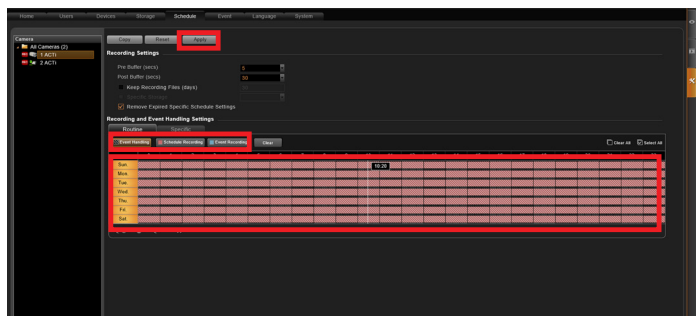 Home Users Devices Storage Schedule Event Language System
Camera
All Cameras (2)
1 ACTi
2 ACTi
Copy Reset Apply
Recording Settings
Pre Buffer (secs) 5
Post Buffer (secs) 30
Keep Recording Files (days)
Remove Expired Specific Schedule Settings
Recording and Event Handling Settings
Routine Specific
Event Handling Schedule Recording Event Recording Clear Clear All Select All
Sun. 10:20
Mon.
Tue.
Wed
Thu
Fri.
Sat.